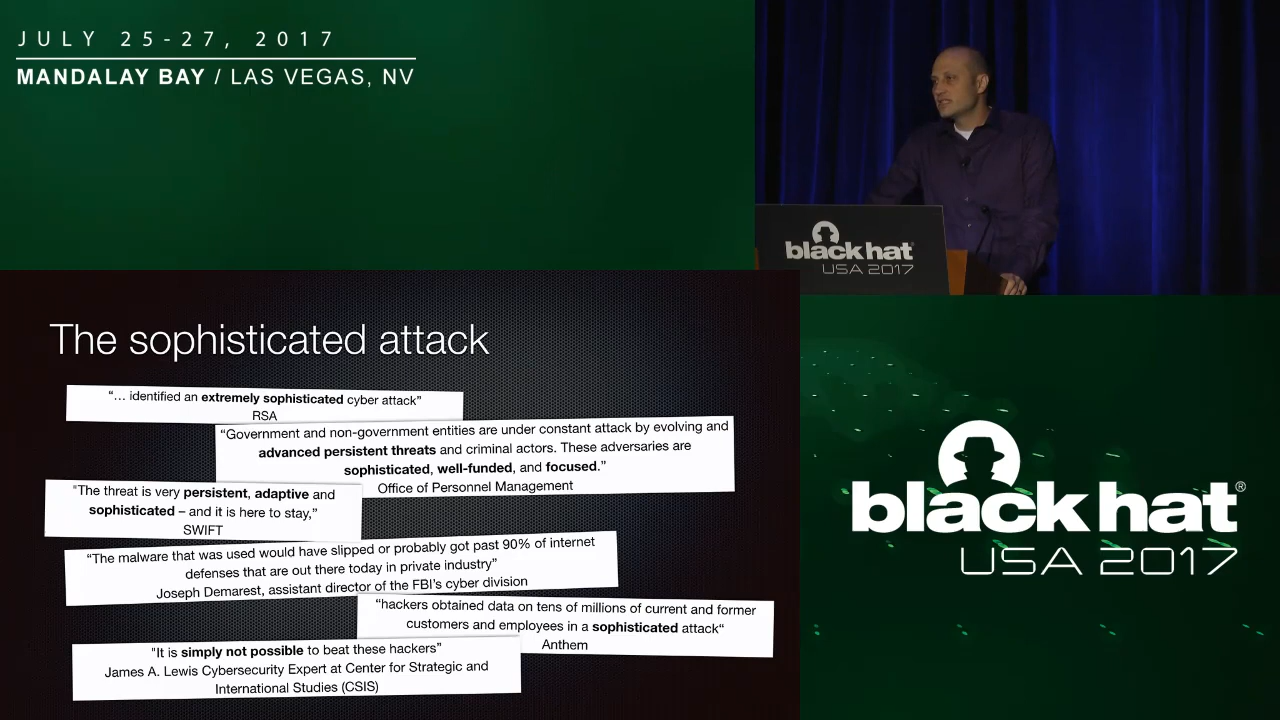 JULY 25-27, 2017
MANDALAY BAY / LAS VEGAS, NV
black hat
USA 2017
The sophisticated attack
“… identified an extremely sophisticated cyber attack”
RSA
“Government and non-government entities are under constant attack by evolving and
advanced persistent threats and criminal actors. These adversaries are
sophisticated, well-funded, and focused.”
Office of Personnel Management
"The threat is very persistent, adaptive and
sophisticated – and it is here to stay,”
SWIFT
“The malware that was used would have slipped or probably got past 90% of internet
defenses that are out there today in private industry”
Joseph Demarest, assistant director of the FBI’s cyber division
“hackers obtained data on tens of millions of current and former
customers and employees in a sophisticated attack“
Anthem
"It is simply not possible to beat these hackers”
James A. Lewis Cybersecurity Expert at Center for Strategic and
International Studies (CSIS)
black hat®
USA 2017